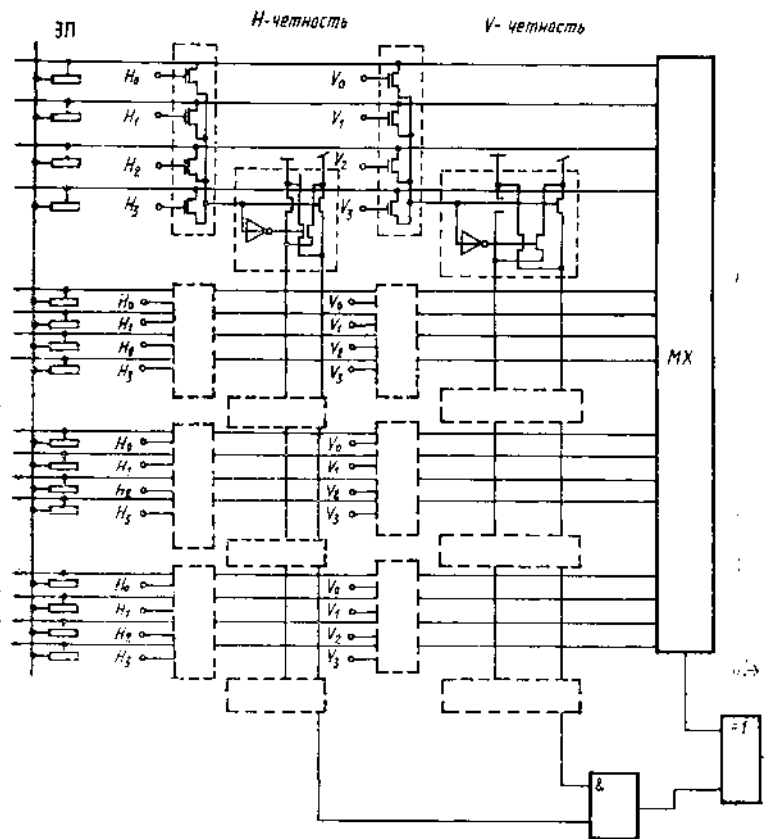 ЭП
H-четность
V-четность
H₀
V₀
H₁
V₁
H₂
V₂
H₃
V₃
H₀
V₀
H₁
V₁
H₂
V₂
H₃
V₃
MX
H₀
V₀
H₁
V₁
H₂
V₂
H₃
V₃
H₀
V₀
H₁
V₁
H₂
V₂
H₃
V₃
=1
&